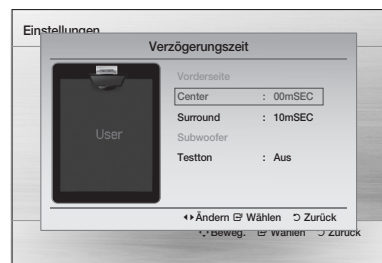 Einstellungen
Verzögerungszeit
Vorderseite
Center : 00mSEC
Surround : 10mSEC
Subwoofer
Testton : Aus
User
Ändern Wählen Zurück
Beweg. Wählen Zurück